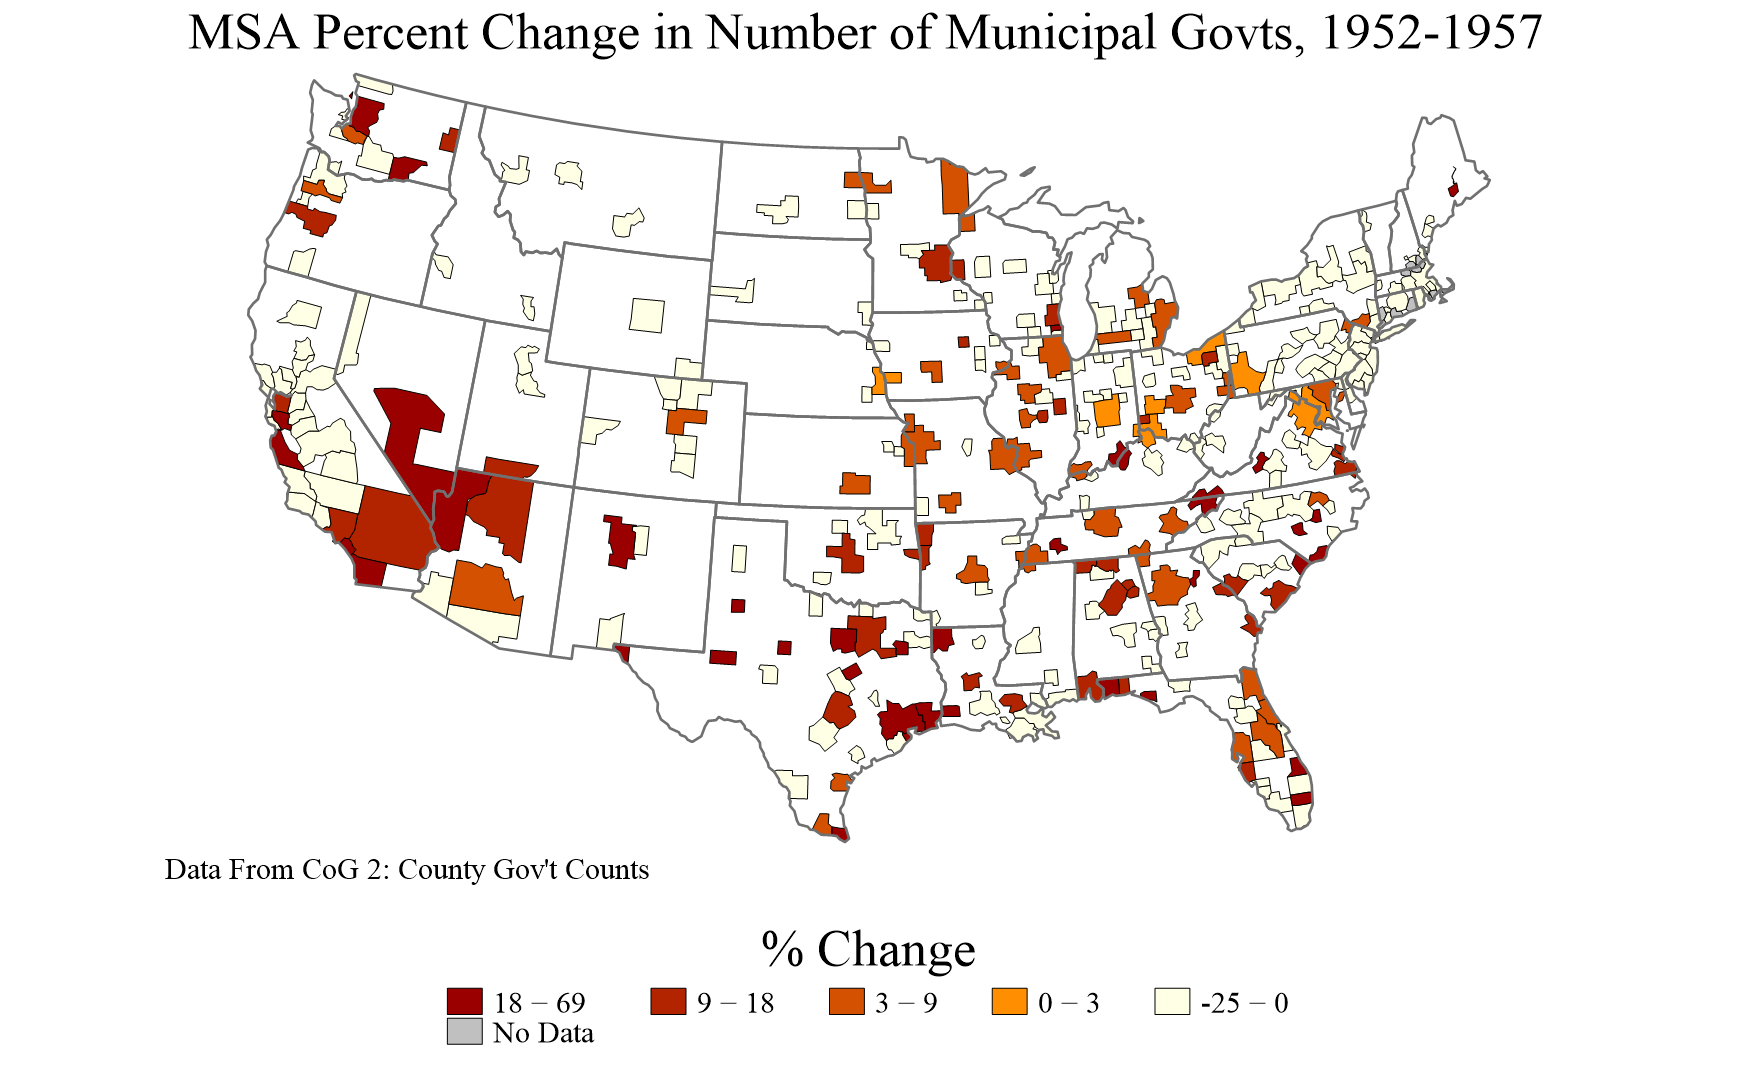 MSA Percent Change in Number of Municipal Govts, 1952-1957
Data From CoG 2: County Gov't Counts
% Change
18 – 69 9 – 18 3 – 9 0 – 3 -25 – 0
No Data